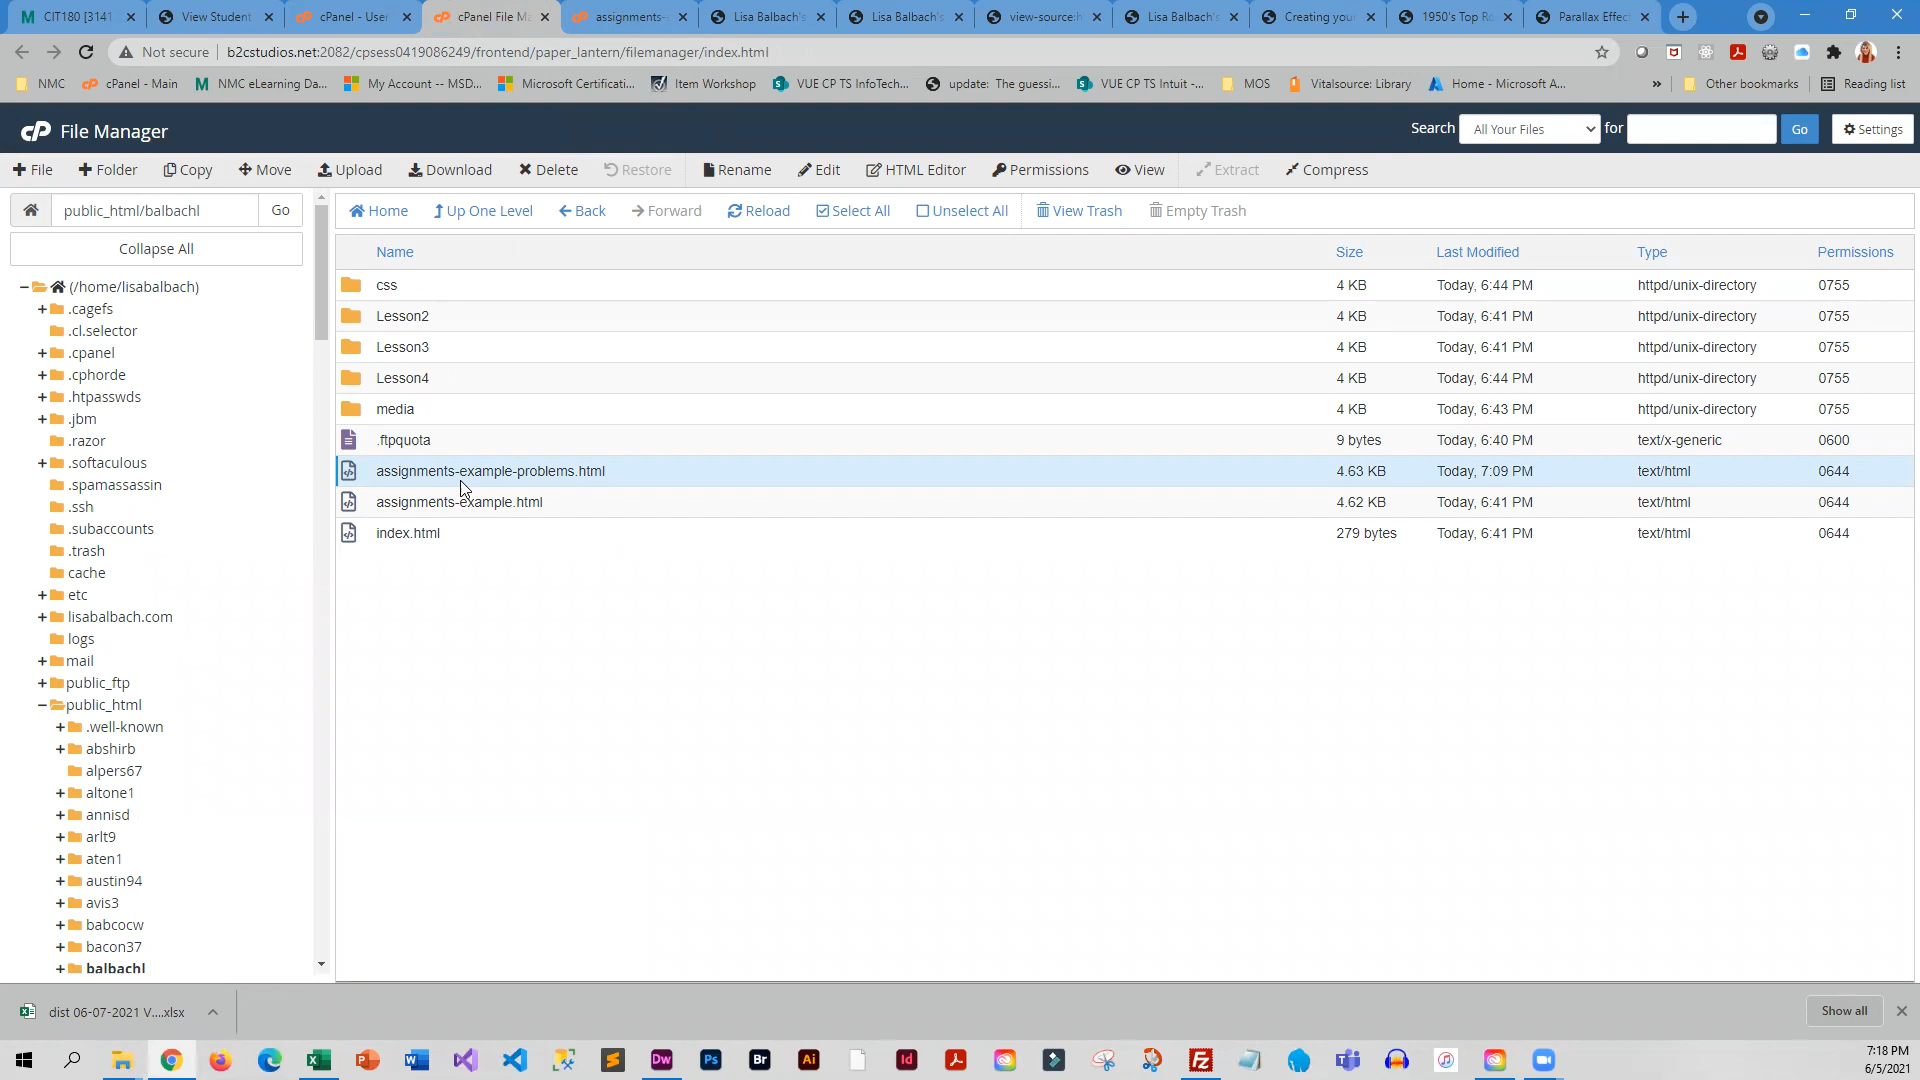 CIT180 [3141
View Student
cPanel - User
cPanel File Ma
assignments-
Lisa Balbach's
Lisa Balbach's
view-source:h
Lisa Balbach's
Creating your
1950's Top Ro
Parallax Effec
Not secure
b2cstudios.net:2082/cpsess0419086249/frontend/paper_lantern/filemanager/index.html
NMC
cPanel - Main
NMC eLearning Da...
My Account -- MSD...
Microsoft Certificati...
Item Workshop
VUE CP TS InfoTech...
update: The guessi...
VUE CP TS Intuit -...
MOS
Vitalsource: Library
Home - Microsoft A...
»
Other bookmarks
Reading list
cP File Manager
Search
All Your Files
for
Go
Settings
+ File
+ Folder
Copy
Move
Upload
Download
Delete
Restore
Rename
Edit
HTML Editor
Permissions
View
Extract
Compress
public_html/balbachl
Go
Home
Up One Level
Back
Forward
Reload
Select All
Unselect All
View Trash
Empty Trash
Collapse All
Name Size Last Modified Type Permissions
css 4 KB Today, 6:44 PM httpd/unix-directory 0755
Lesson2 4 KB Today, 6:41 PM httpd/unix-directory 0755
Lesson3 4 KB Today, 6:41 PM httpd/unix-directory 0755
Lesson4 4 KB Today, 6:44 PM httpd/unix-directory 0755
media 4 KB Today, 6:43 PM httpd/unix-directory 0755
.ftpquota 9 bytes Today, 6:40 PM text/x-generic 0600
assignments-example-problems.html 4.63 KB Today, 7:09 PM text/html 0644
assignments-example.html 4.62 KB Today, 6:41 PM text/html 0644
index.html 279 bytes Today, 6:41 PM text/html 0644
(/home/lisabalbach)
.cagefs
.cl.selector
.cpanel
.cphorde
.htpasswds
.jbm
.razor
.softaculous
.spamassassin
.ssh
.subaccounts
.trash
cache
etc
lisabalbach.com
logs
mail
public_ftp
public_html
.well-known
abshirb
alpers67
altone1
annisd
arlt9
aten1
austin94
avis3
babcocw
bacon37
balbachl
dist 06-07-2021 V....xlsx
Show all
Dw
Ps
Br
Ai
Id
7:18 PM
6/5/2021